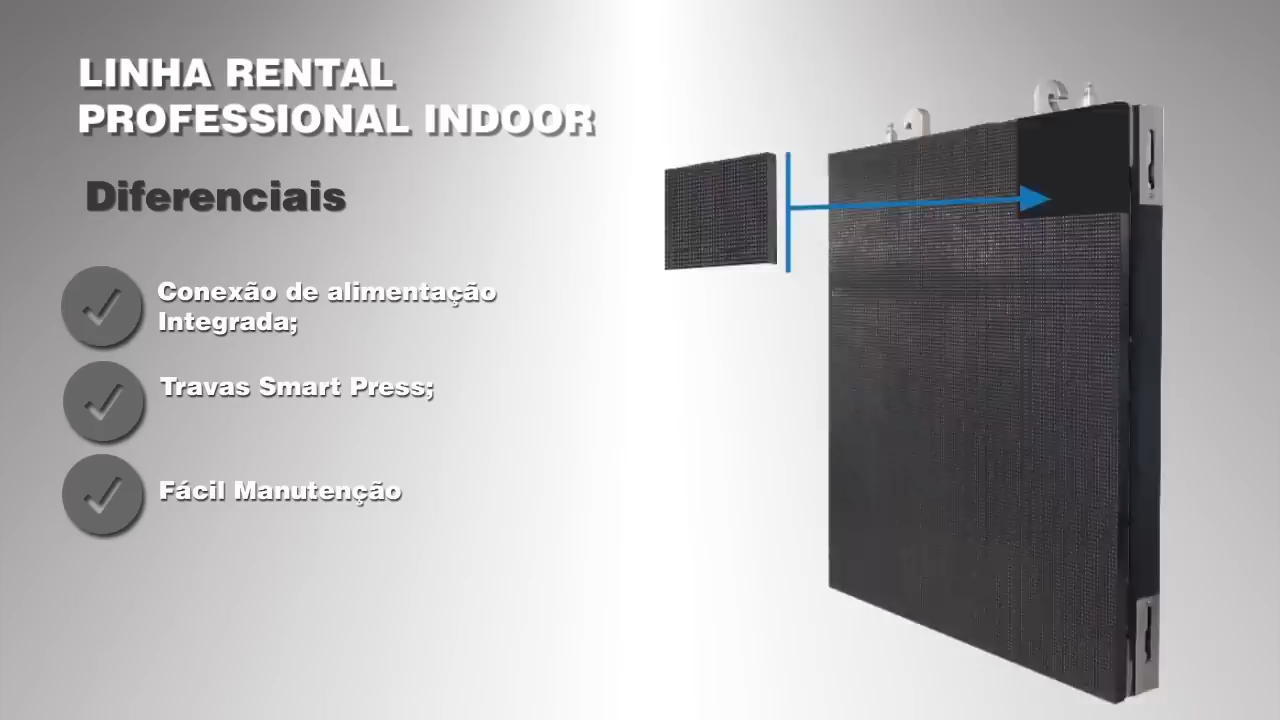 LINHA RENTAL
PROFESSIONAL INDOOR
Diferenciais
Conexão de alimentação
Integrada;
Travas Smart Press;
Fácil Manutenção